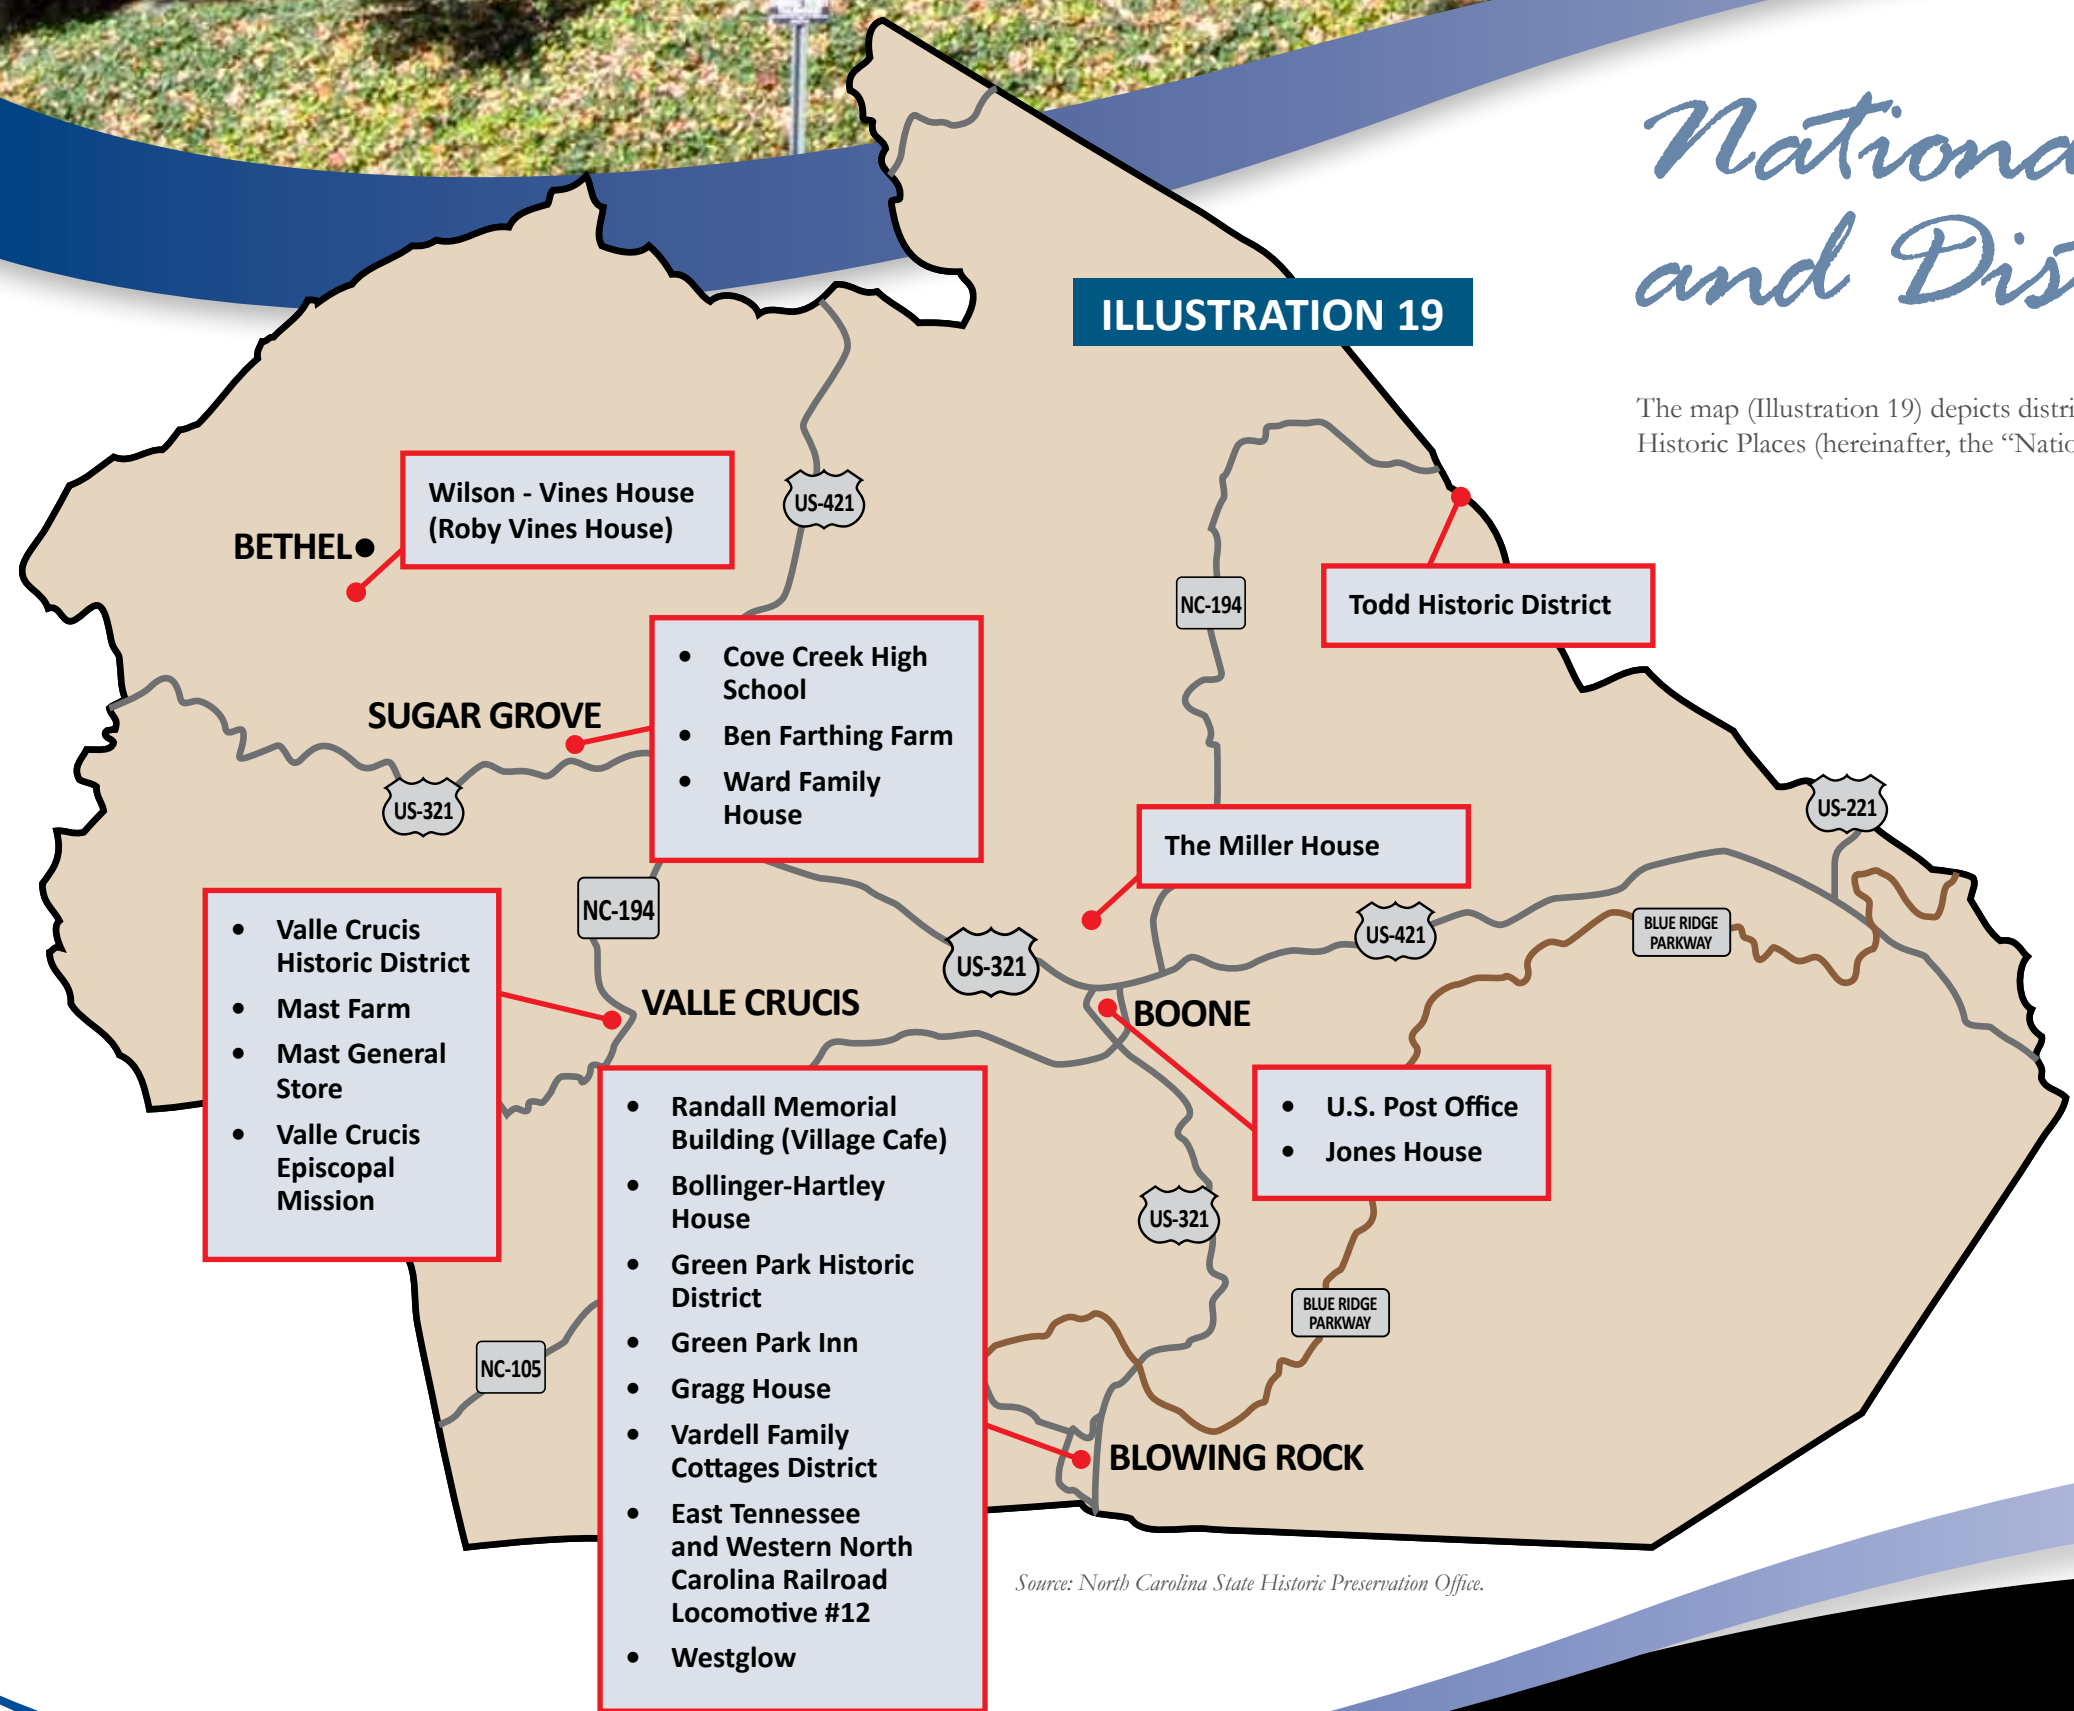 Nationa
and Dis
ILLUSTRATION 19
The map (Illustration 19) depicts distri
Historic Places (hereinafter, the “Natio
Wilson - Vines House
(Roby Vines House)
US-421
BETHEL
NC-194
Todd Historic District
• Cove Creek High
School
• Ben Farthing Farm
• Ward Family
House
SUGAR GROVE
US-321
US-221
The Miller House
NC-194
• Valle Crucis
Historic District
• Mast Farm
• Mast General
Store
• Valle Crucis
Episcopal
Mission
BLUE RIDGE
PARKWAY
US-421
US-321
VALLE CRUCIS
BOONE
• U.S. Post Office
• Jones House
• Randall Memorial
Building (Village Cafe)
• Bollinger-Hartley
House
• Green Park Historic
District
• Green Park Inn
• Gragg House
• Vardell Family
Cottages District
• East Tennessee
and Western North
Carolina Railroad
Locomotive #12
• Westglow
US-321
BLUE RIDGE
PARKWAY
NC-105
BLOWING ROCK
Source: North Carolina State Historic Preservation Office.